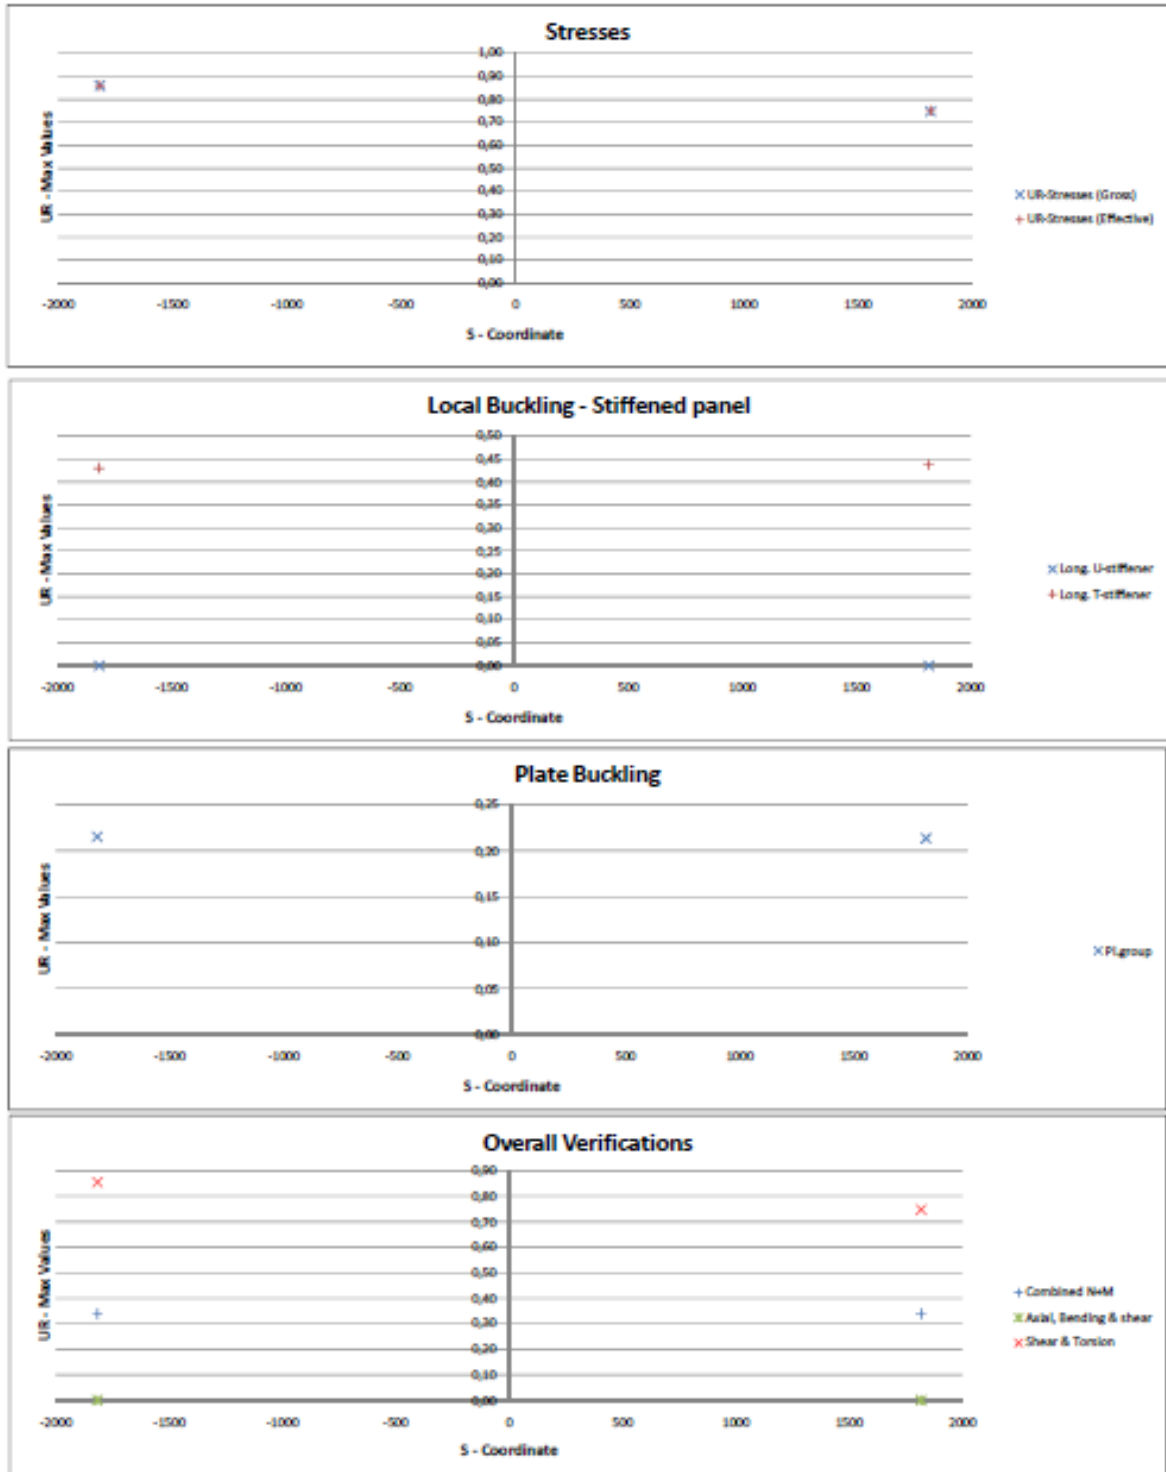 Stresses
1,00
0,90
0,80
0,70
0,60
0,50
0,40
0,30
0,20
0,10
0,00
UR - Max Values
-2000 -1500 -1000 -500 0 500 1000 1500 2000
S - Coordinate
UR-Stresses (Gross)
UR-Stresses (Effective)
Local Buckling - Stiffened panel
0,50
0,45
0,40
0,35
0,30
0,25
0,20
0,15
0,10
0,05
0,00
UR - Max Values
-2000 -1500 -1000 -500 0 500 1000 1500 2000
S - Coordinate
Long. U-stiffener
Long. T-stiffener
Plate Buckling
0,25
0,20
0,15
0,10
0,05
0,00
UR - Max Values
-2000 -1500 -1000 -500 0 500 1000 1500 2000
S - Coordinate
Pl.group
Overall Verifications
0,90
0,80
0,70
0,60
0,50
0,40
0,30
0,20
0,10
0,00
UR - Max Values
-2000 -1500 -1000 -500 0 500 1000 1500 2000
S - Coordinate
Combined N+M
Axial, Bending & shear
Shear & Torsion